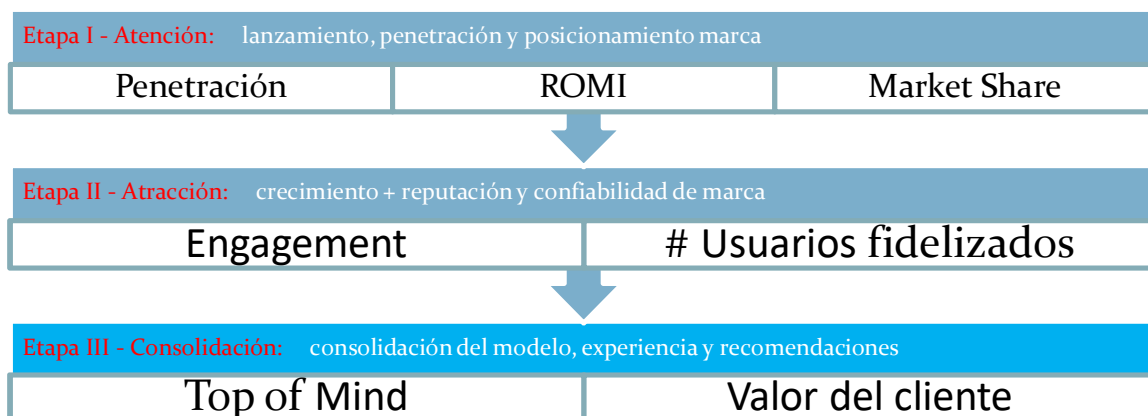 Etapa I - Atención: lanzamiento, penetración y posicionamiento marca
Penetración ROMI Market Share
Etapa II - Atracción: crecimiento + reputación y confiabilidad de marca
Engagement # Usuarios fidelizados
Etapa III - Consolidación: consolidación del modelo, experiencia y recomendaciones
Top of Mind Valor del cliente